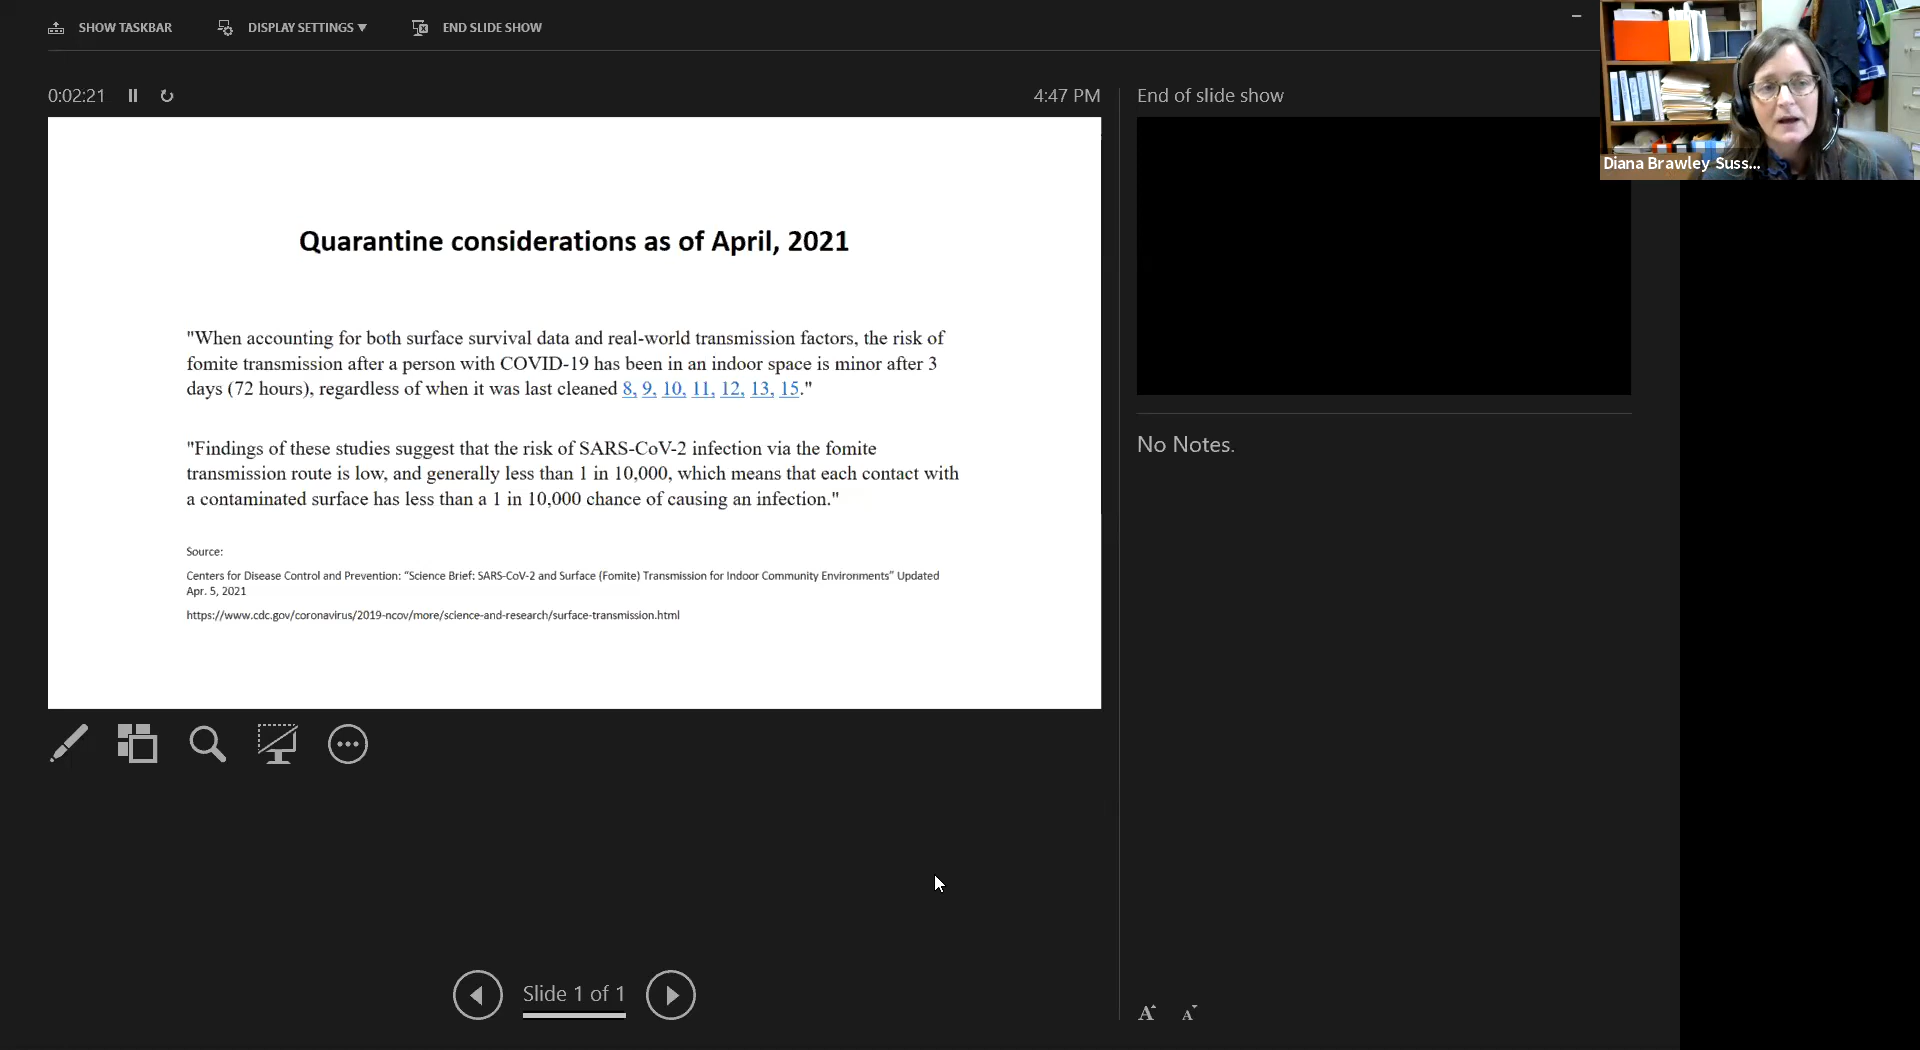 SHOW TASKBAR
DISPLAY SETTINGS
END SLIDE SHOW
0:02:21
4:47 PM
End of slide show
Diana Brawley Suss...
Quarantine considerations as of April, 2021
"When accounting for both surface survival data and real-world transmission factors, the risk of
fomite transmission after a person with COVID-19 has been in an indoor space is minor after 3
days (72 hours), regardless of when it was last cleaned 8, 9, 10, 11, 12, 13, 15."
"Findings of these studies suggest that the risk of SARS-CoV-2 infection via the fomite
transmission route is low, and generally less than 1 in 10,000, which means that each contact with
a contaminated surface has less than a 1 in 10,000 chance of causing an infection."
Source:
Centers for Disease Control and Prevention: “Science Brief: SARS-CoV-2 and Surface (Fomite) Transmission for Indoor Community Environments” Updated
Apr. 5, 2021
https://www.cdc.gov/coronavirus/2019-ncov/more/science-and-research/surface-transmission.html
No Notes.
Slide 1 of 1
A A